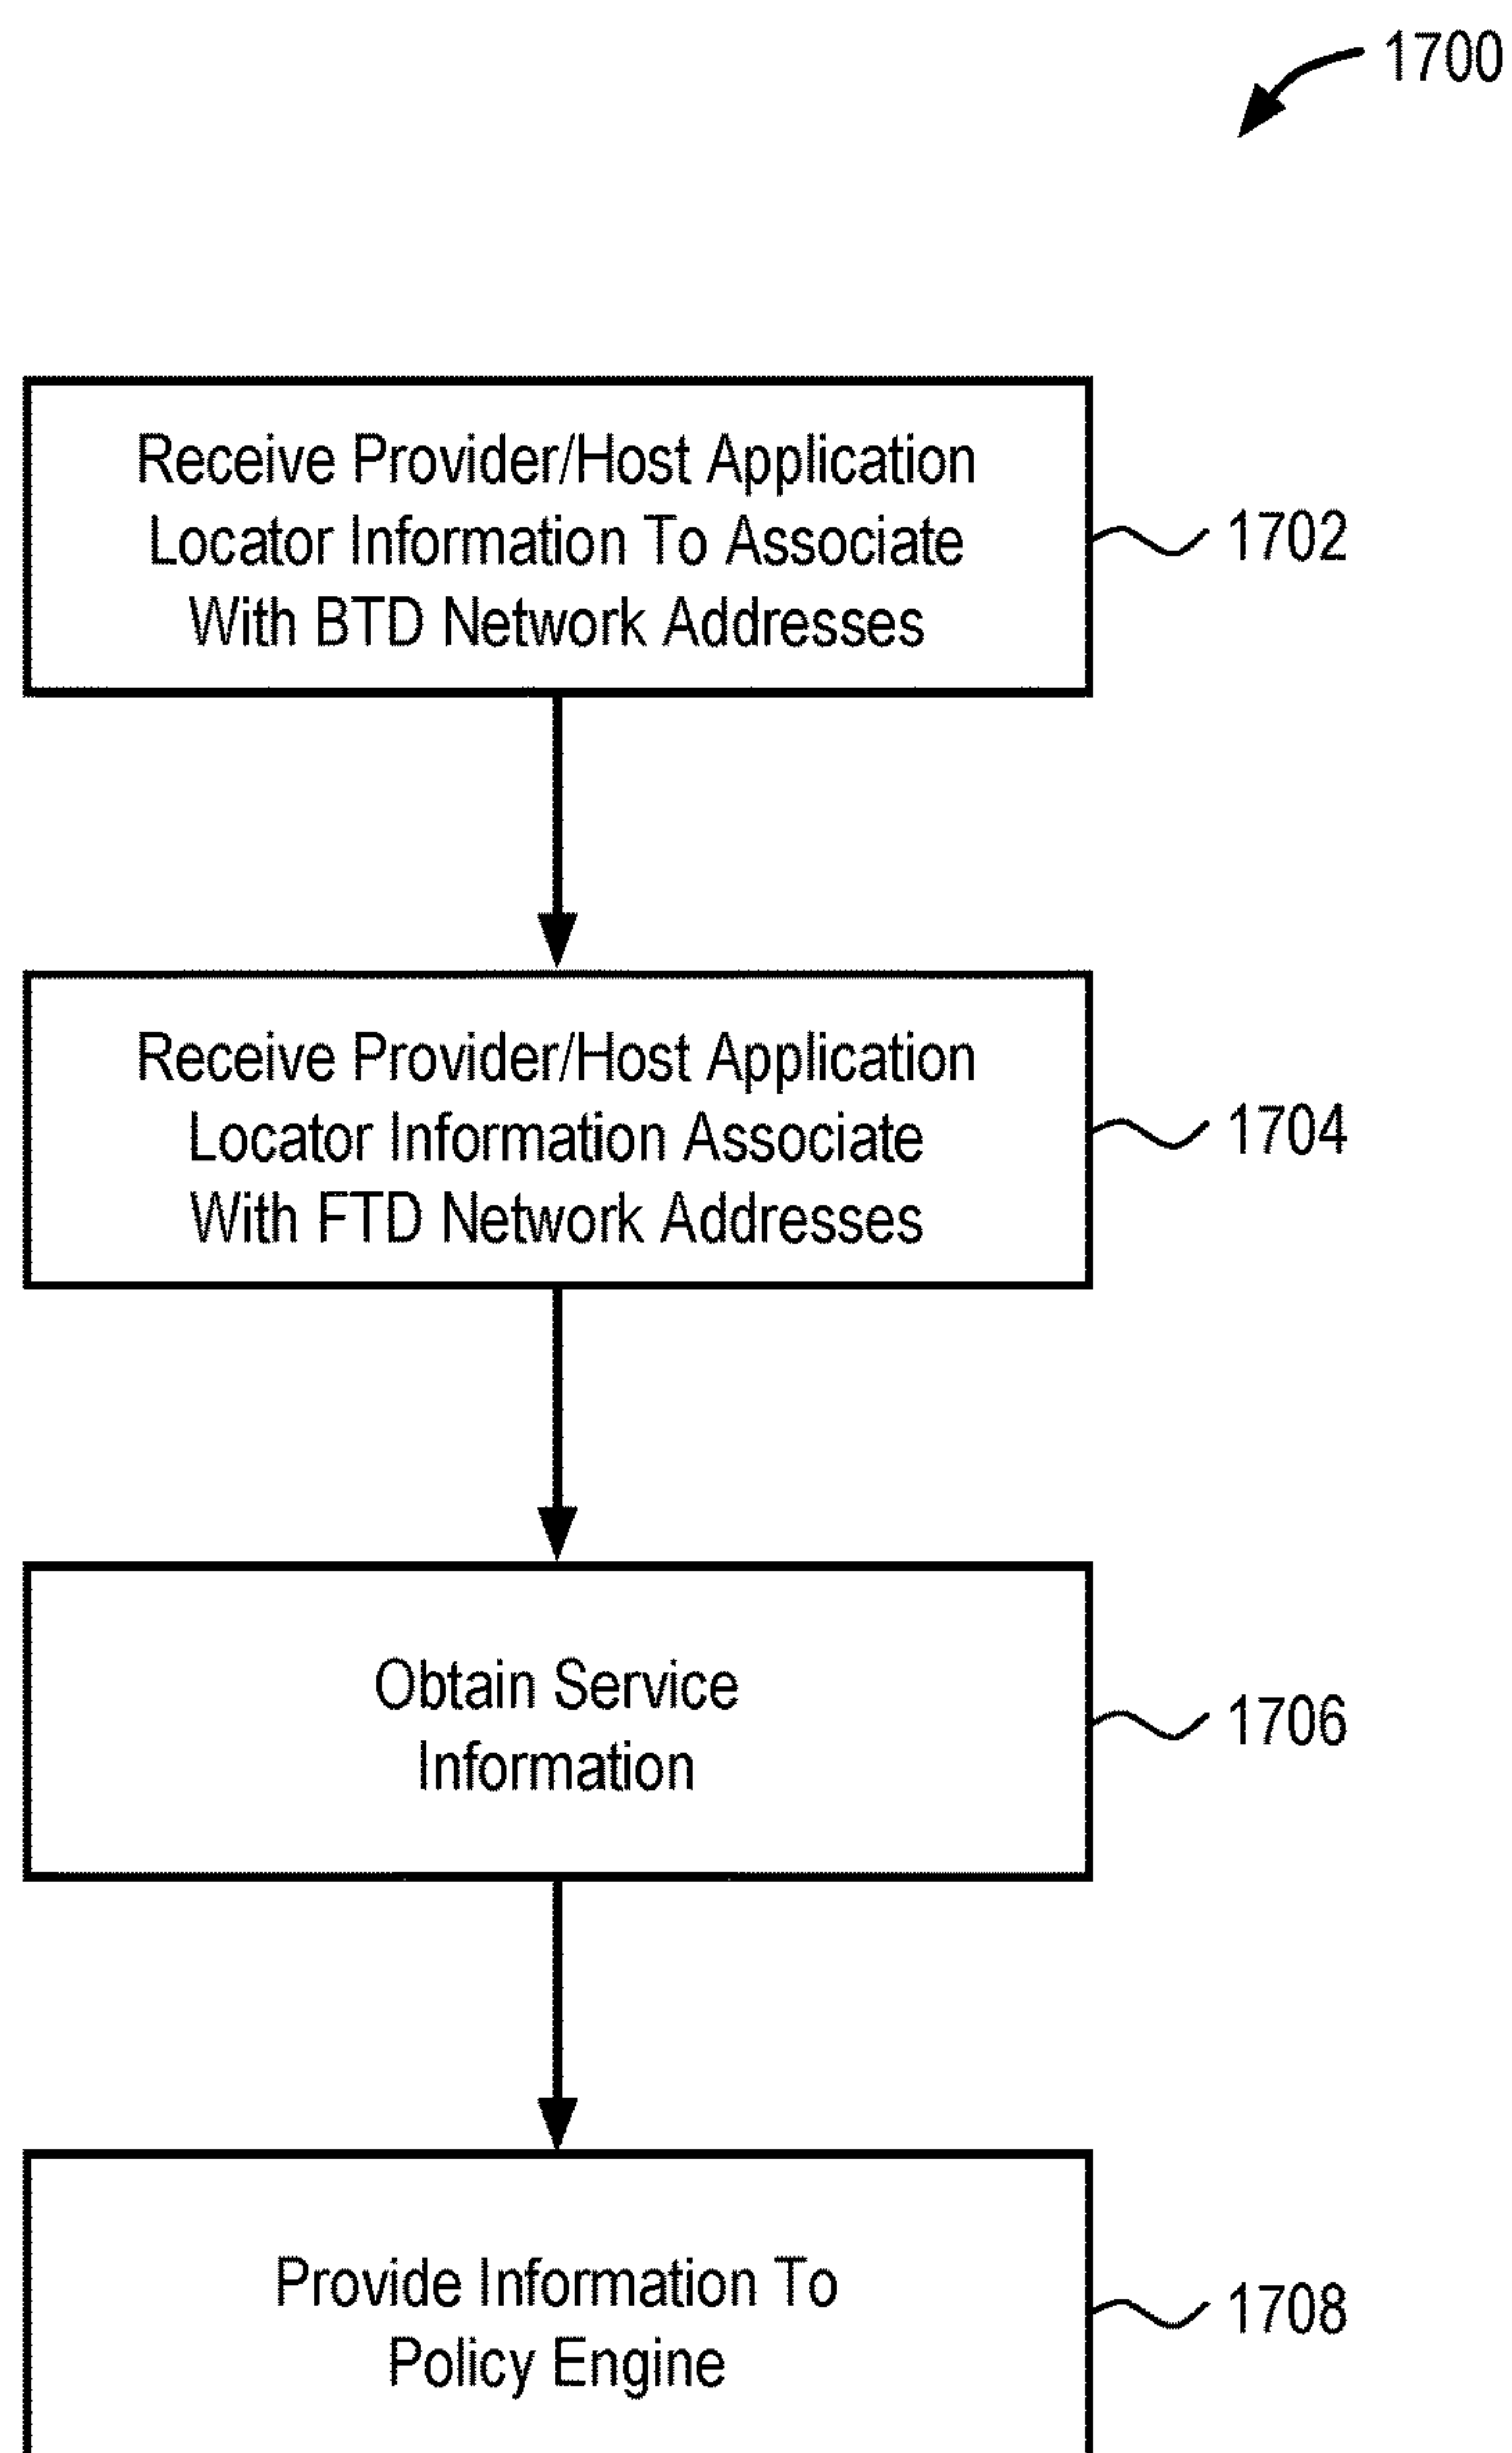 1700
Receive Provider/Host Application
Locator Information To Associate
With BTD Network Addresses
1702
Receive Provider/Host Application
Locator Information Associate
With FTD Network Addresses
1704
Obtain Service
Information
1706
Provide Information To
Policy Engine
1708